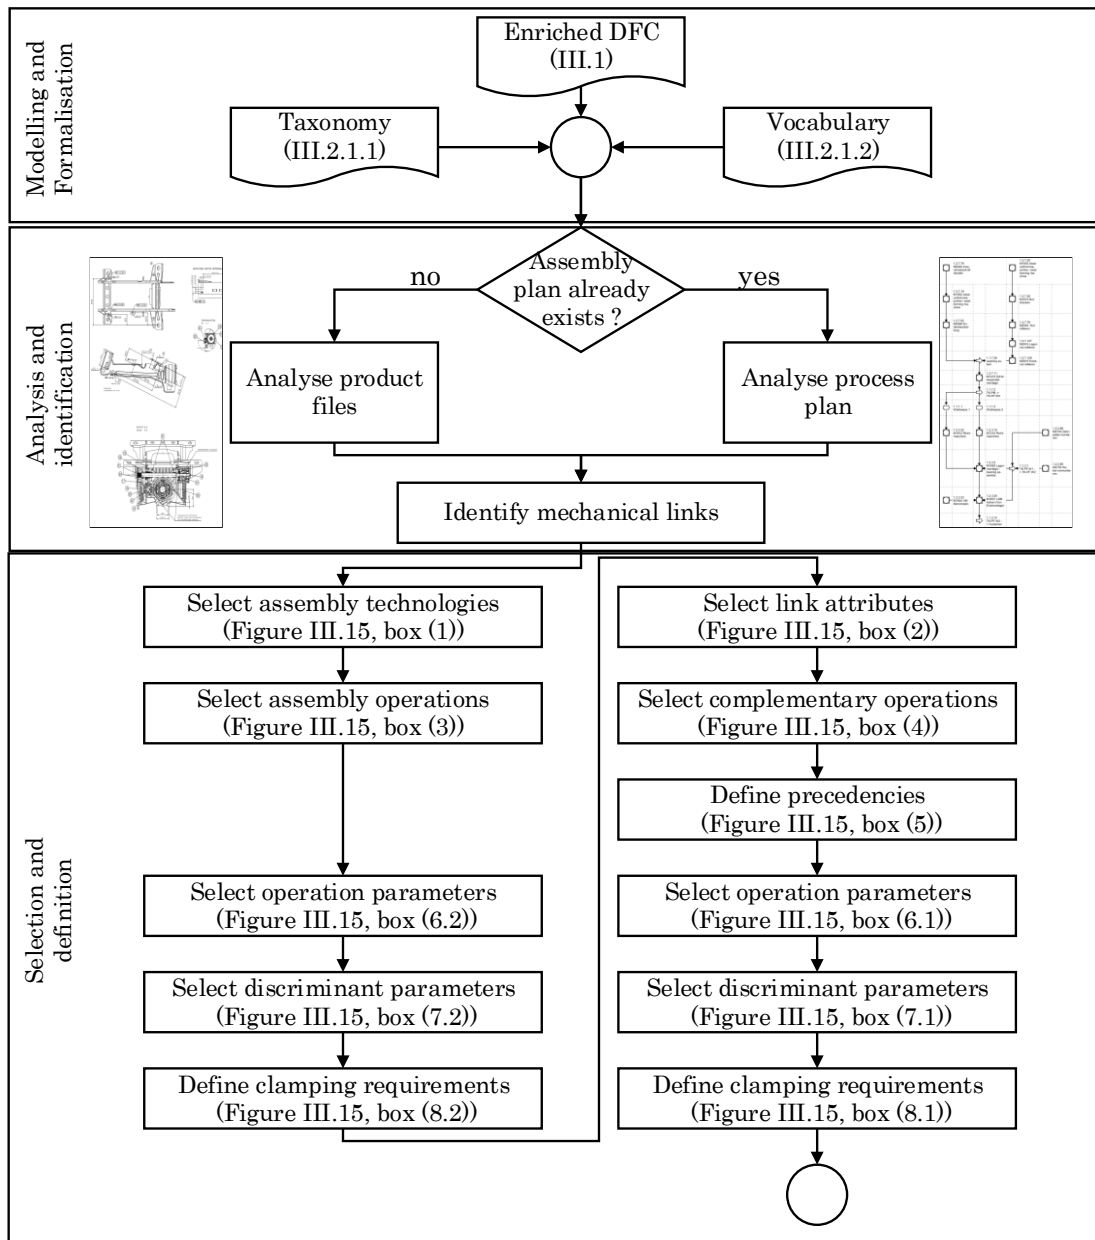 Modelling and
Formalisation
Enriched DFC
(III.1)
Taxonomy
(III.2.1.1)
Vocabulary
(III.2.1.2)
Analysis and
identification
Assembly
plan already
exists ?
no
yes
Analyse product
files
Analyse process
plan
Identify mechanical links
Selection and
definition
Select assembly technologies
(Figure III.15, box (1))
Select assembly operations
(Figure III.15, box (3))
Select operation parameters
(Figure III.15, box (6.2))
Select discriminant parameters
(Figure III.15, box (7.2))
Define clamping requirements
(Figure III.15, box (8.2))
Select link attributes
(Figure III.15, box (2))
Select complementary operations
(Figure III.15, box (4))
Define precedencies
(Figure III.15, box (5))
Select operation parameters
(Figure III.15, box (6.1))
Select discriminant parameters
(Figure III.15, box (7.1))
Define clamping requirements
(Figure III.15, box (8.1))